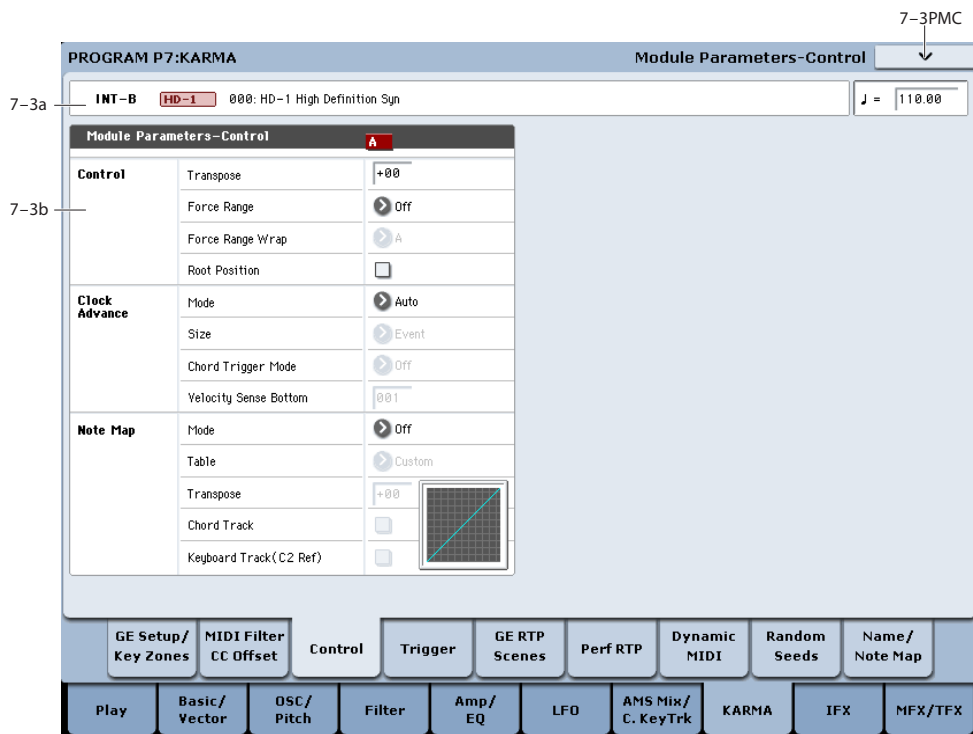 7-3PMC
PROGRAM P7:KARMA
Module Parameters-Control
7-3a
INT-B HD-1 000: HD-1 High Definition Syn
♩ = 110.00
Module Parameters-Control A
Control
Transpose +00
7-3b
Force Range Off
Force Range Wrap A
Root Position
Clock Advance
Mode Auto
Size Event
Chord Trigger Mode Off
Velocity Sense Bottom 001
Note Map
Mode Off
Table Custom
Transpose +00
Chord Track
Keyboard Track(C2 Ref)
GE Setup/ Key Zones
MIDI Filter CC Offset
Control
Trigger
GE RTP Scenes
Perf RTP
Dynamic MIDI
Random Seeds
Name/ Note Map
Play
Basic/ Vector
OSC/ Pitch
Filter
Amp/ EQ
LFO
AMS Mix/ C. KeyTrk
KARMA
IFX
MFX/TFX